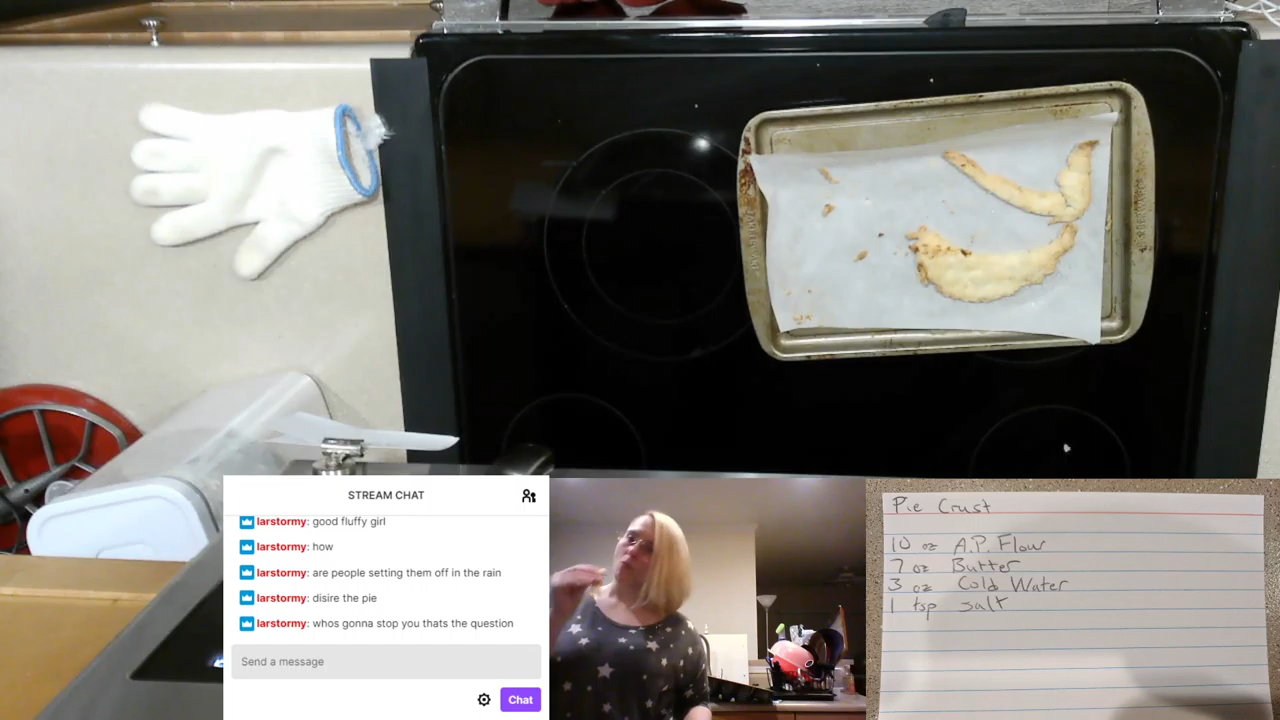 STREAM CHAT
larstormy: good fluffy girl
larstormy: how
larstormy: are people setting them off in the rain
larstormy: disire the pie
larstormy: whos gonna stop you thats the question
Send a message
Chat
Pie Crust
10 oz A.P. Flour
7 oz Butter
3 oz Cold Water
1 tsp salt